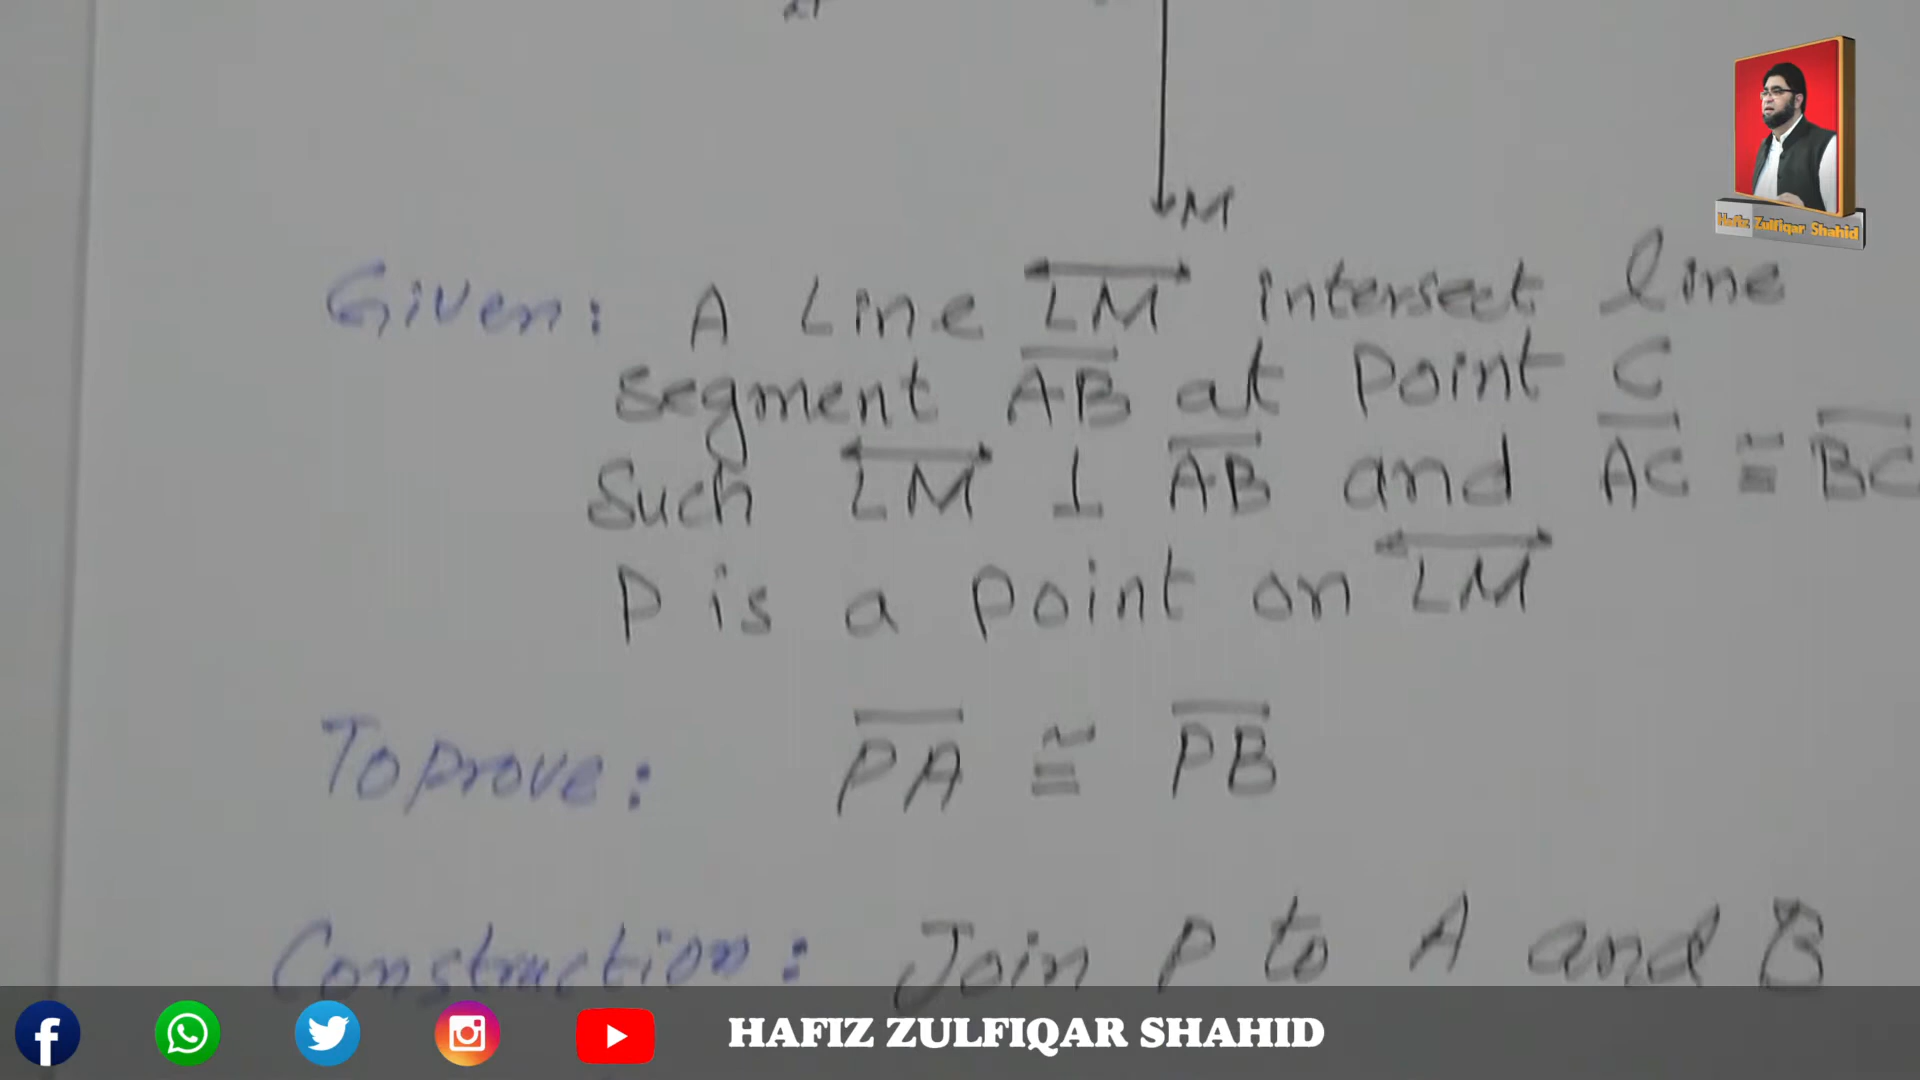 M
Given: A Line LM intersect line
segment AB at point C
Such LM ⊥ AB and AC ≅ BC
P is a point on LM
To prove: PA ≅ PB
Construction: Join P to A and B
Hafiz Zulfiqar Shahid
HAFIZ ZULFIQAR SHAHID